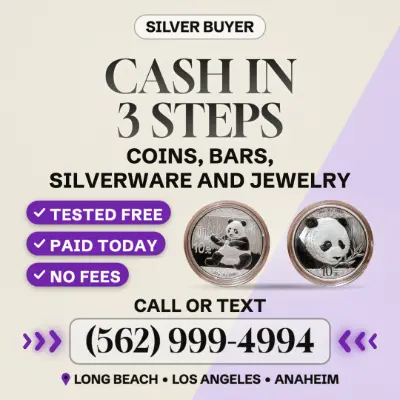 SILVER BUYER
CASH IN
3 STEPS
COINS, BARS,
SILVERWARE AND JEWELRY
TESTED FREE
PAID TODAY
NO FEES
CALL OR TEXT
(562) 999-4994
LONG BEACH • LOS ANGELES • ANAHEIM